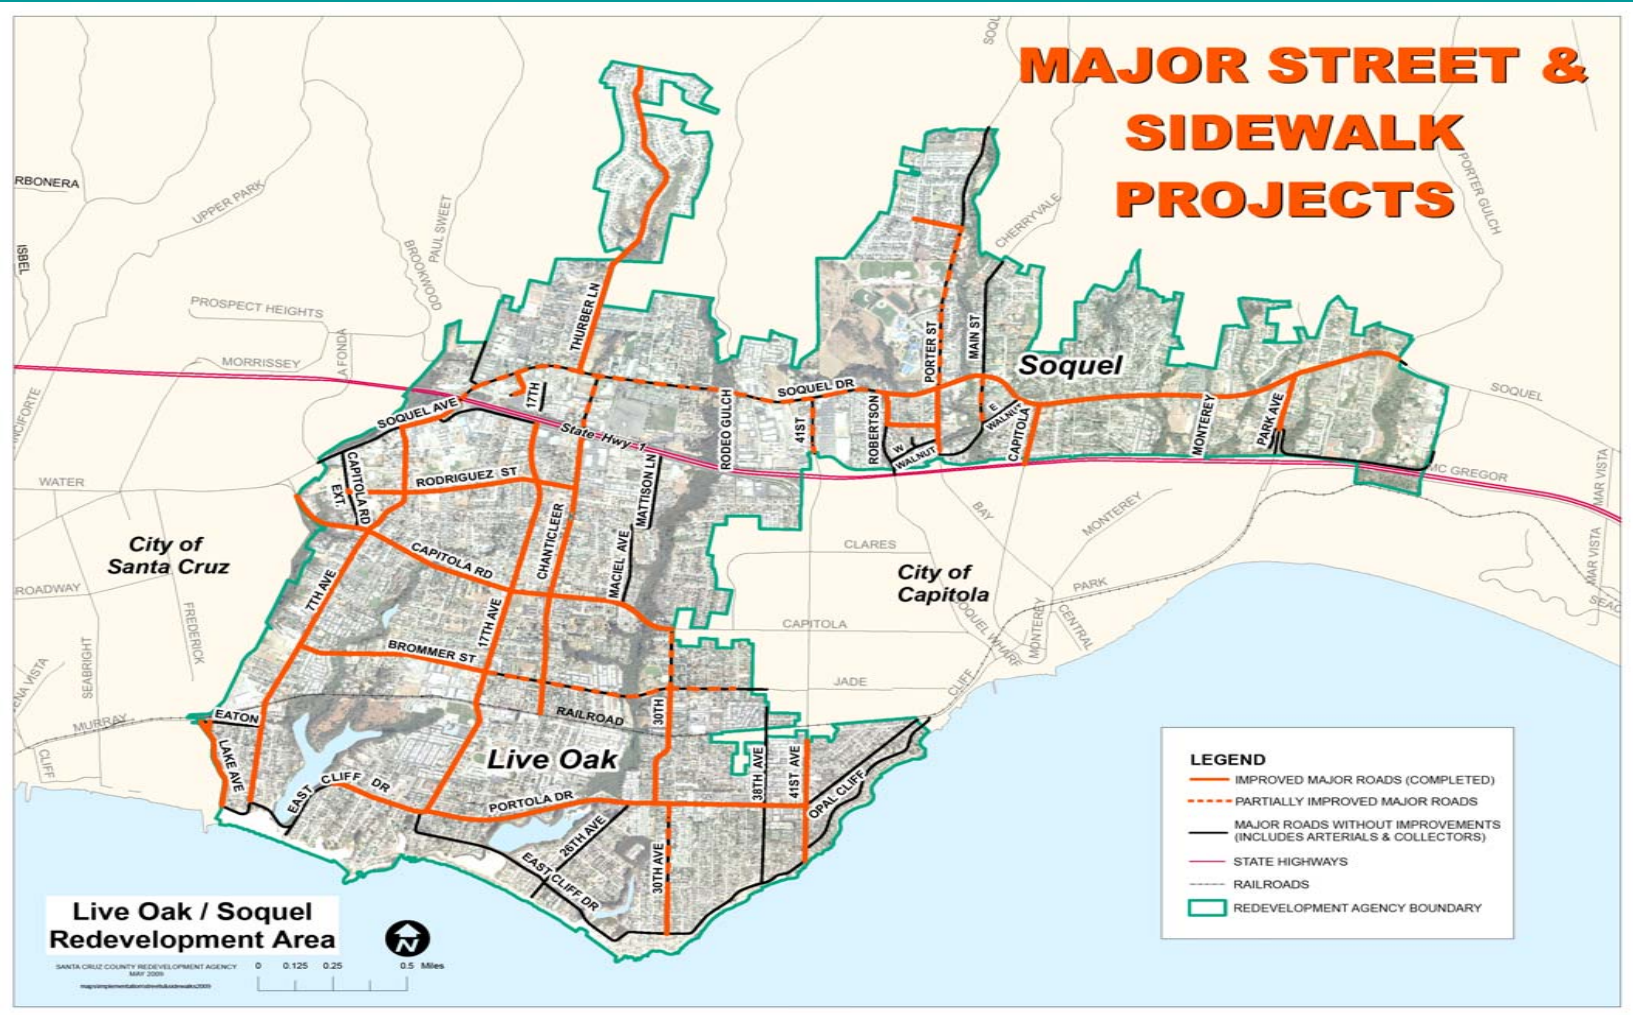 MAJOR STREET &
SIDEWALK
PROJECTS
SOQU
PORTER GULCH
RBONERA
UPPER PARK
PAUL SWEET
BROOKWOOD
CHERRYVALE
ISBEL
PROSPECT HEIGHTS
LA FONDA
MORRISSEY
THURBER LN
PORTER ST
MAIN ST
Soquel
SOQUEL DR
SOQUEL
17TH
SOQUEL AVE
State Hwy 1
RODEO GULCH
41ST
ROBERTSON
E
WALNUT
W
WALNUT
CAPITOLA
MONTEREY
PARK AVE
MC GREGOR
MAR VISTA
WATER
CAPITOLA RD
EXT.
RODRIGUEZ ST
MATTISON LN
CHANTICLEER
BAY
MONTEREY
City of
Santa Cruz
CAPITOLA RD
MACIEL AVE
CLARES
City of
Capitola
MAR VISTA
PARK
SEAC
ROADWAY
FREDERICK
7TH AVE
17TH AVE
BROMMER ST
CAPITOLA
SOQUEL WHARF
MONTEREY
CENTRAL
SEABRIGHT
ENA VISTA
JADE
CLIFF
MURRAY
EATON
RAILROAD
30TH
CLIFF
LAKE AVE
Live Oak
38TH AVE
41ST AVE
OPAL CLIFF
EAST CLIFF DR
PORTOLA DR
26TH AVE
EAST CLIFF DR
30TH AVE
LEGEND
IMPROVED MAJOR ROADS (COMPLETED)
PARTIALLY IMPROVED MAJOR ROADS
MAJOR ROADS WITHOUT IMPROVEMENTS
(INCLUDES ARTERIALS & COLLECTORS)
STATE HIGHWAYS
RAILROADS
REDEVELOPMENT AGENCY BOUNDARY
Live Oak / Soquel
Redevelopment Area
N
SANTA CRUZ COUNTY REDEVELOPMENT AGENCY
MAY 2009
0 0.125 0.25 0.5 Miles